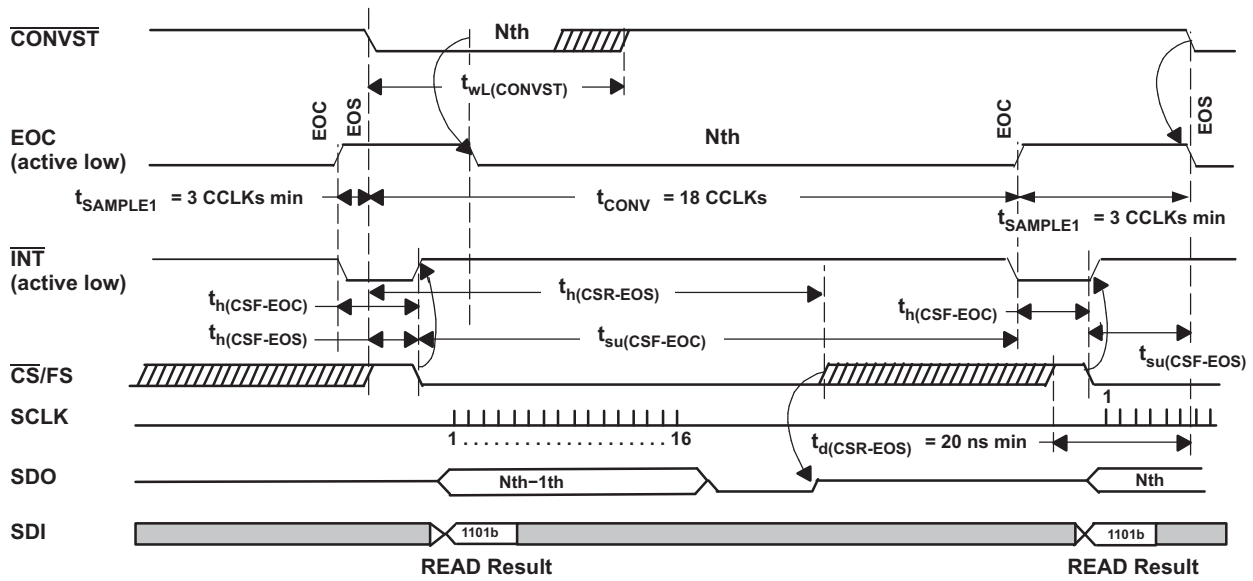 CONVST
Nth
twL(CONVST)
EOC
EOS
EOC
EOS
EOC
(active low)
Nth
tSAMPLE1 = 3 CCLKs min
tCONV = 18 CCLKs
tSAMPLE1 = 3 CCLKs min
INT
(active low)
th(CSF-EOC)
th(CSR-EOS)
th(CSF-EOC)
th(CSF-EOS)
tsu(CSF-EOC)
tsu(CSF-EOS)
CS/FS
SCLK
1
1 . . . . . . . . . . . . . . . . . . . . . 16
td(CSR-EOS) = 20 ns min
SDO
Nth−1th
Nth
SDI
1101b
1101b
READ Result
READ Result